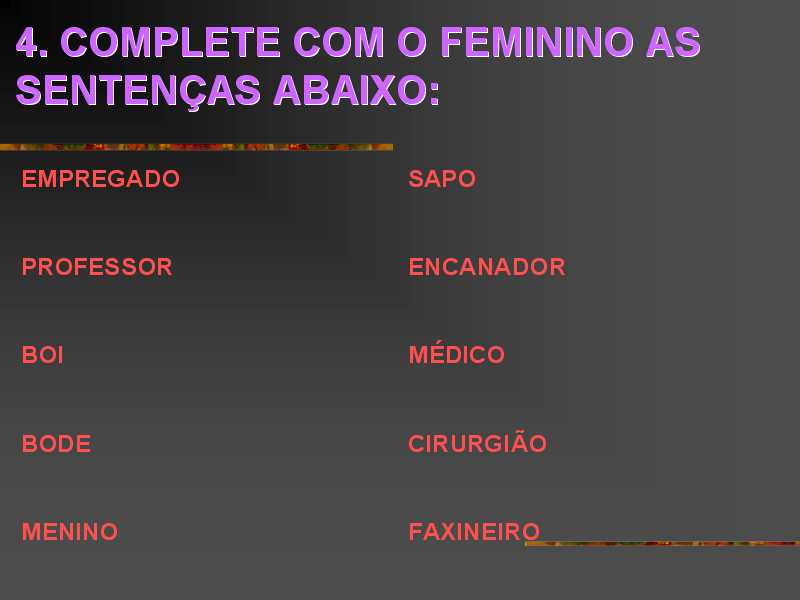 4. COMPLETE COM O FEMININO AS
SENTENÇAS ABAIXO:
EMPREGADO
PROFESSOR
BOI
BODE
MENINO
SAPO
ENCANADOR
MÉDICO
CIRURGIÃO
FAXINEIRO